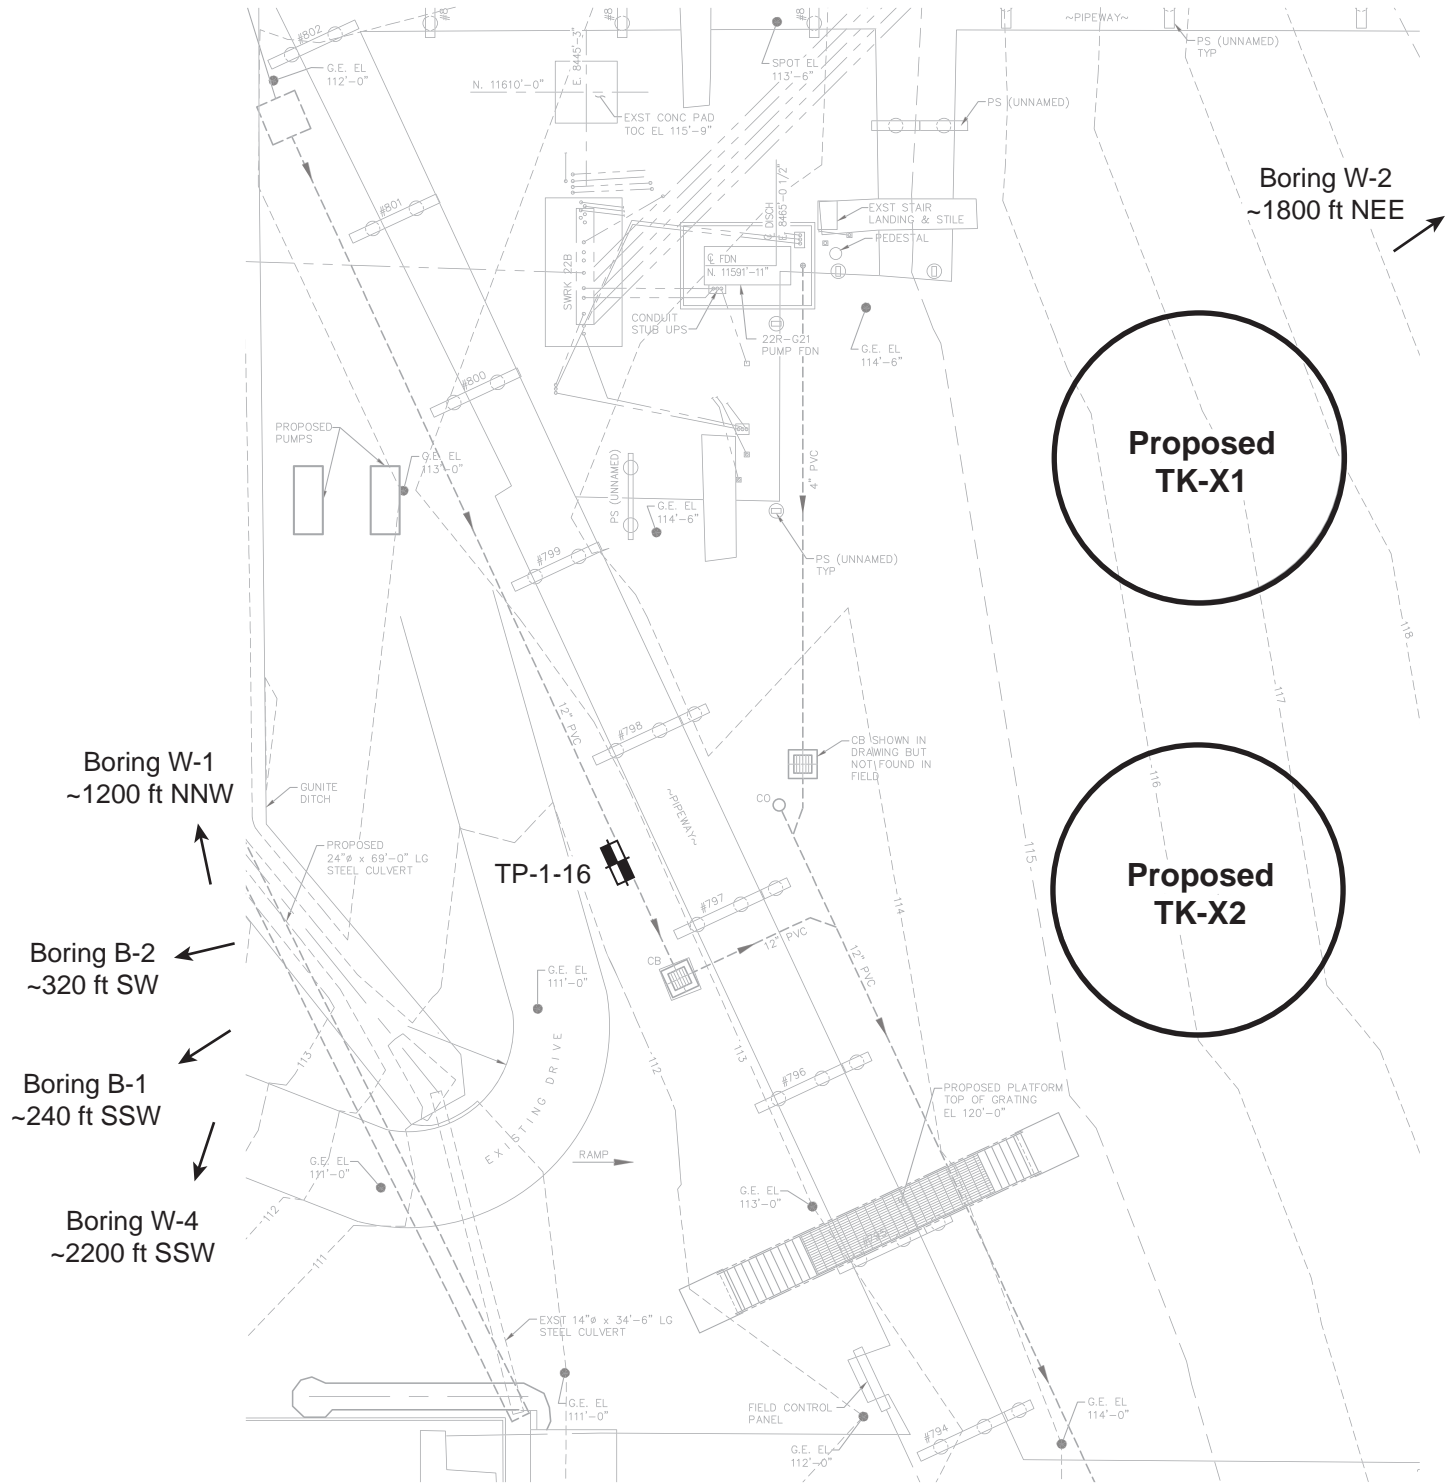 #802
#8
#8
#8
~PIPEWAY~
PS (UNNAMED)
TYP
G.E. EL
112'-0"
N. 11610'-0"
E. 8445'-3"
SPOT EL
113'-6"
EXST CONC PAD
TOC EL 115'-9"
PS (UNNAMED)
Boring W-2
~1800 ft NEE
#801
SWRK 22B
℄ DISCH
E. 8465'-0 1/2"
EXST STAIR
LANDING & STILE
PEDESTAL
℄ FDN
N. 11591'-11"
CONDUIT
STUB UPS
22R-G21
PUMP FDN
G.E. EL
114'-6"
#800
PROPOSED
PUMPS
G.E. EL
113'-0"
PS (UNNAMED)
G.E. EL
114'-6"
4" PVC
Proposed
TK-X1
#799
PS (UNNAMED)
TYP
118
117
12" PVC
#798
CB SHOWN IN
DRAWING BUT
NOT FOUND IN
FIELD
116
Boring W-1
~1200 ft NNW
GUNITE
DITCH
~PIPEWAY~
CO
PROPOSED
24"ø x 69'-0" LG
STEEL CULVERT
TP-1-16
115
Proposed
TK-X2
#797
114
Boring B-2
~320 ft SW
CB
12" PVC
12" PVC
G.E. EL
111'-0"
113
113
112
#796
Boring B-1
~240 ft SSW
EXISTING DRIVE
PROPOSED PLATFORM
TOP OF GRATING
EL 120'-0"
RAMP
G.E. EL
111'-0"
G.E. EL
113'-0"
Boring W-4
~2200 ft SSW
112
111
#795
EXST 14"ø x 34'-6" LG
STEEL CULVERT
G.E. EL
111'-0"
FIELD CONTROL
PANEL
G.E. EL
112'-0"
#794
G.E. EL
114'-0"